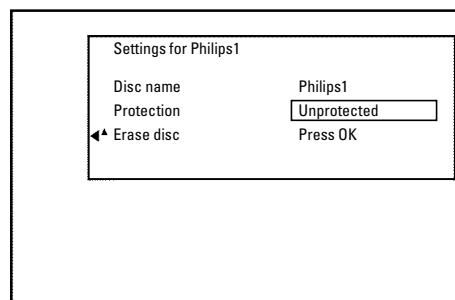 Settings for Philips1
Disc name Philips1
Protection Unprotected
Erase disc Press OK